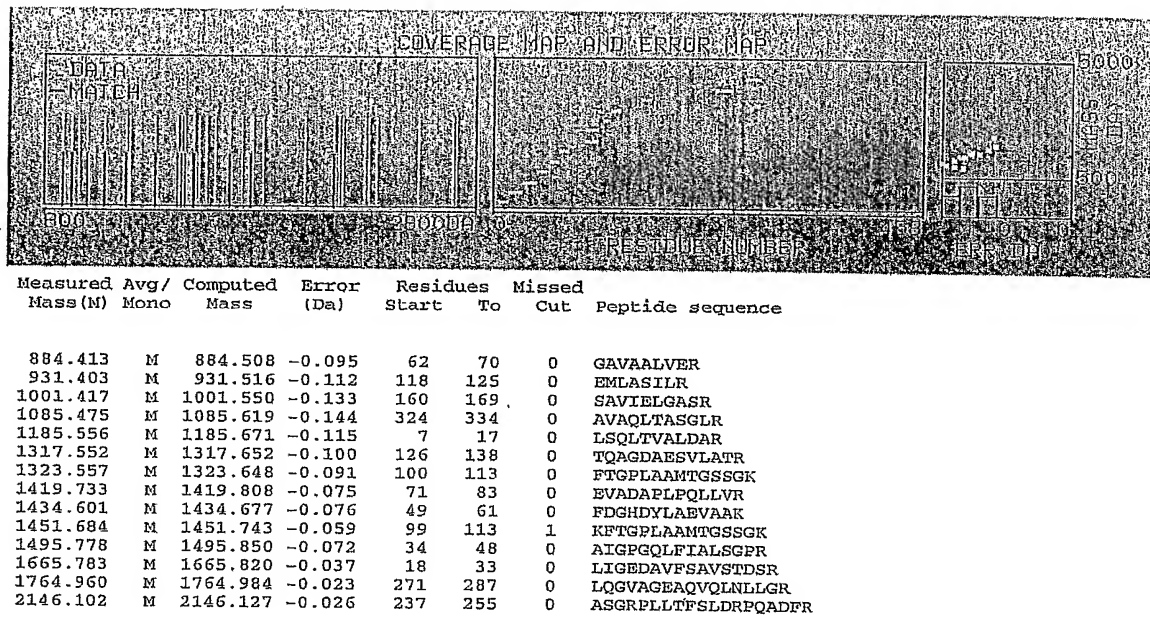 COVERAGE MAP AND ERROR MAP
DATA
MATCH
5000
MASS
(DA)
500
800 2800DA 0
RESIDUE NUMBER
ERR, DA
Measured Avg/ Computed Error Residues Missed
Mass(M) Mono Mass (Da) Start To Cut Peptide sequence
884.413 M 884.508 -0.095 62 70 0 GAVAALVER
931.403 M 931.516 -0.112 118 125 0 EMLASILR
1001.417 M 1001.550 -0.133 160 169 0 SAVIELGASR
1085.475 M 1085.619 -0.144 324 334 0 AVAQLTASGLR
1185.556 M 1185.671 -0.115 7 17 0 LSQLTVALDAR
1317.552 M 1317.652 -0.100 126 138 0 TQAGDAESVLATR
1323.557 M 1323.648 -0.091 100 113 0 FTGPLAAMTGSSGK
1419.733 M 1419.808 -0.075 71 83 0 EVADAPLPQLLVR
1434.601 M 1434.677 -0.076 49 61 0 FDGHDYLAEVAAK
1451.684 M 1451.743 -0.059 99 113 1 KFTGPLAAMTGSSGK
1495.778 M 1495.850 -0.072 34 48 0 AIGPGQLFIALSGPR
1665.783 M 1665.820 -0.037 18 33 0 LIGEDAVFSAVSTDSR
1764.960 M 1764.984 -0.023 271 287 0 LQGVAGEAQVQLNLLGR
2146.102 M 2146.127 -0.026 237 255 0 ASGRPLLTFSLDRPQADFR